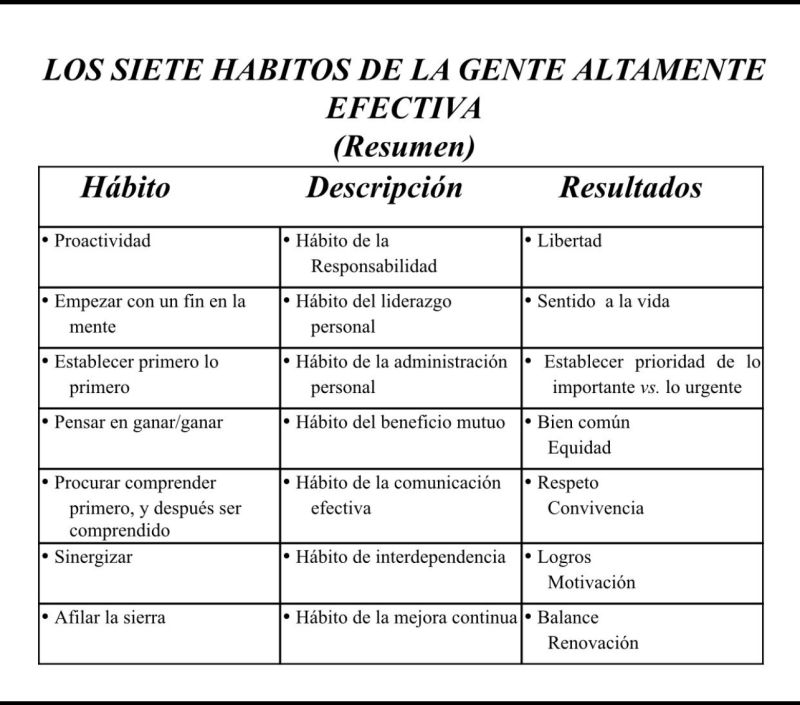 LOS SIETE HABITOS DE LA GENTE ALTAMENTE
EFECTIVA
(Resumen)
Hábito Descripción Resultados
• Proactividad
• Hábito de la
Responsabilidad
• Libertad
• Empezar con un fin en la
mente
• Hábito del liderazgo
personal
• Sentido a la vida
• Establecer primero lo
primero
• Hábito de la administración
personal
• Establecer prioridad de lo
importante vs. lo urgente
• Pensar en ganar/ganar
• Hábito del beneficio mutuo
• Bien común
Equidad
• Procurar comprender
primero, y después ser
comprendido
• Hábito de la comunicación
efectiva
• Respeto
Convivencia
• Sinergizar
• Hábito de interdependencia
• Logros
Motivación
• Afilar la sierra
• Hábito de la mejora continua
• Balance
Renovación